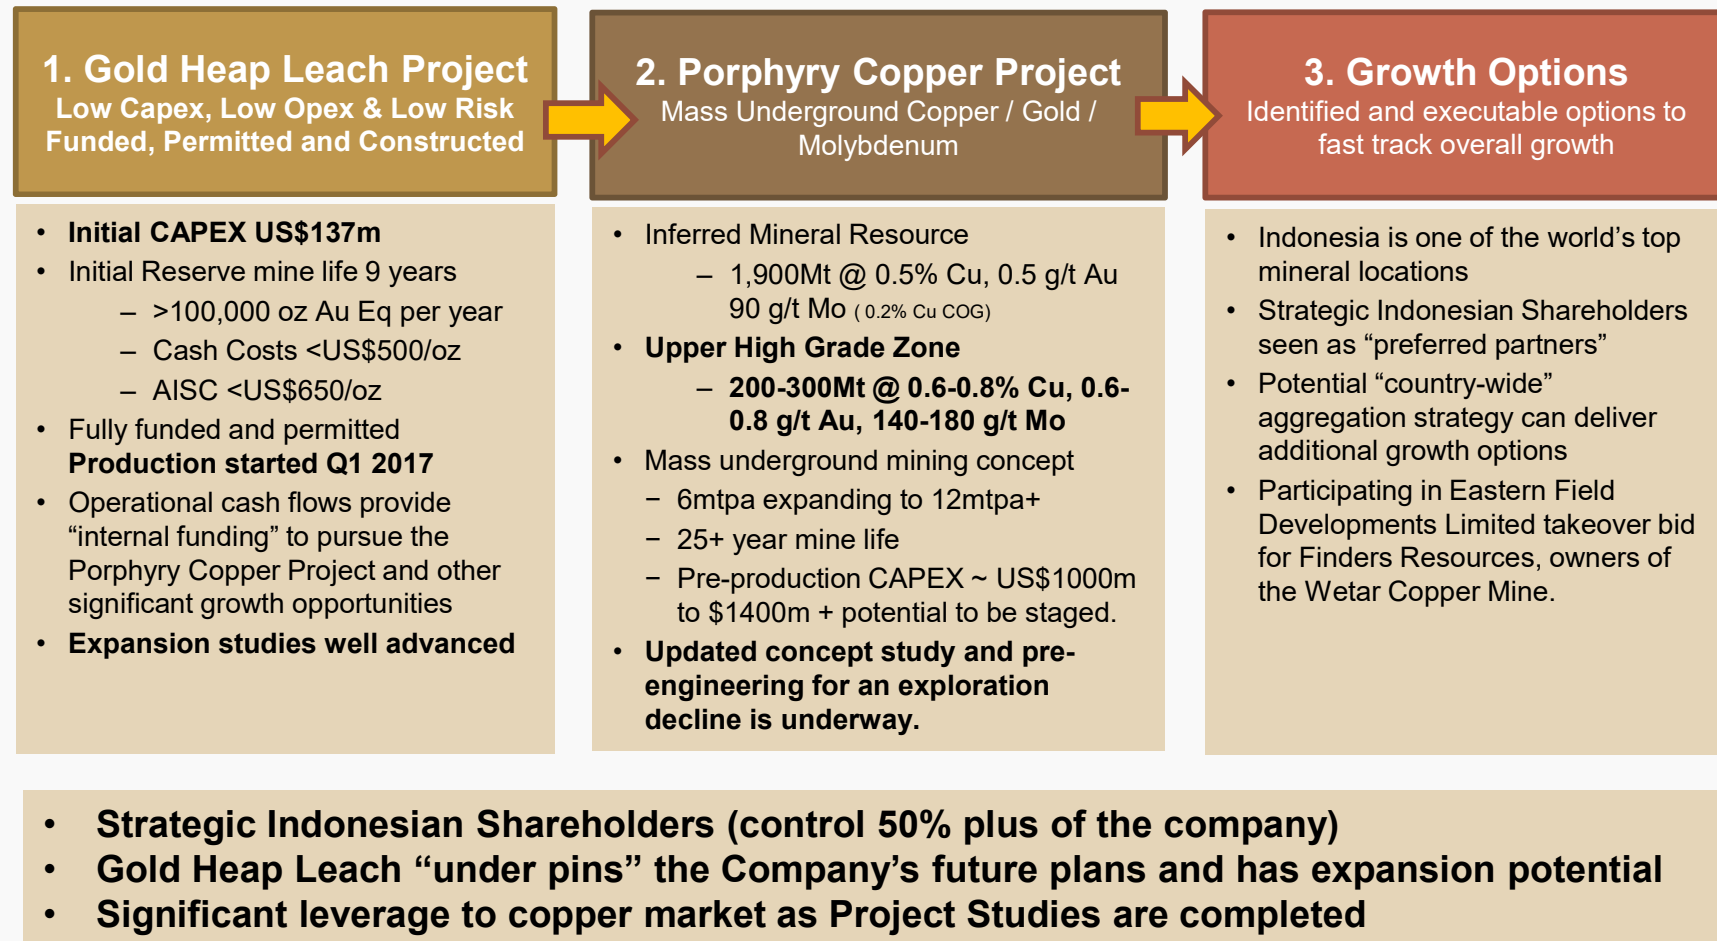 1. Gold Heap Leach Project
Low Capex, Low Opex & Low Risk
Funded, Permitted and Constructed
• Initial CAPEX US$137m
• Initial Reserve mine life 9 years
– >100,000 oz Au Eq per year
– Cash Costs <US$500/oz
– AISC <US$650/oz
• Fully funded and permitted
Production started Q1 2017
• Operational cash flows provide
“internal funding” to pursue the
Porphyry Copper Project and other
significant growth opportunities
• Expansion studies well advanced
2. Porphyry Copper Project
Mass Underground Copper / Gold /
Molybdenum
• Inferred Mineral Resource
– 1,900Mt @ 0.5% Cu, 0.5 g/t Au
90 g/t Mo ( 0.2% Cu COG)
• Upper High Grade Zone
– 200-300Mt @ 0.6-0.8% Cu, 0.6-
0.8 g/t Au, 140-180 g/t Mo
• Mass underground mining concept
− 6mtpa expanding to 12mtpa+
− 25+ year mine life
− Pre-production CAPEX ~ US$1000m
to $1400m + potential to be staged.
• Updated concept study and pre-
engineering for an exploration
decline is underway.
3. Growth Options
Identified and executable options to
fast track overall growth
• Indonesia is one of the world’s top
mineral locations
• Strategic Indonesian Shareholders
seen as “preferred partners”
• Potential “country-wide”
aggregation strategy can deliver
additional growth options
• Participating in Eastern Field
Developments Limited takeover bid
for Finders Resources, owners of
the Wetar Copper Mine.
• Strategic Indonesian Shareholders (control 50% plus of the company)
• Gold Heap Leach “under pins” the Company’s future plans and has expansion potential
• Significant leverage to copper market as Project Studies are completed